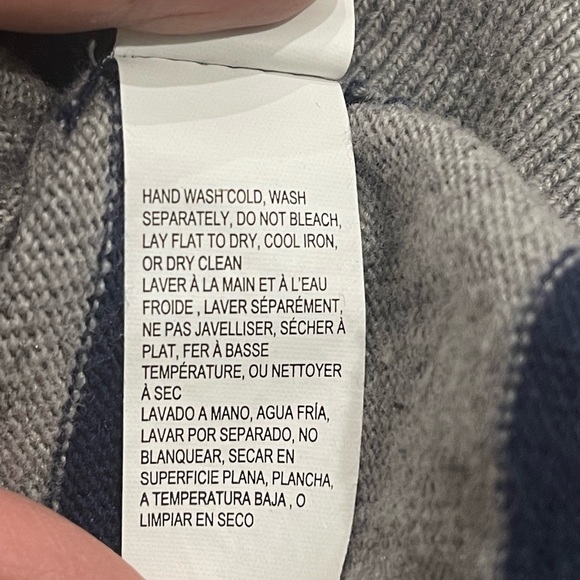 HAND WASH COLD, WASH
SEPARATELY, DO NOT BLEACH,
LAY FLAT TO DRY, COOL IRON,
OR DRY CLEAN
LAVER À LA MAIN ET À L'EAU
FROIDE , LAVER SÉPARÉMENT,
NE PAS JAVELLISER, SÉCHER À
PLAT, FER À BASSE
TEMPÉRATURE, OU NETTOYER
À SEC
LAVADO A MANO, AGUA FRÍA,
LAVAR POR SEPARADO, NO
BLANQUEAR, SECAR EN
SUPERFICIE PLANA, PLANCHA,
A TEMPERATURA BAJA , O
LIMPIAR EN SECO